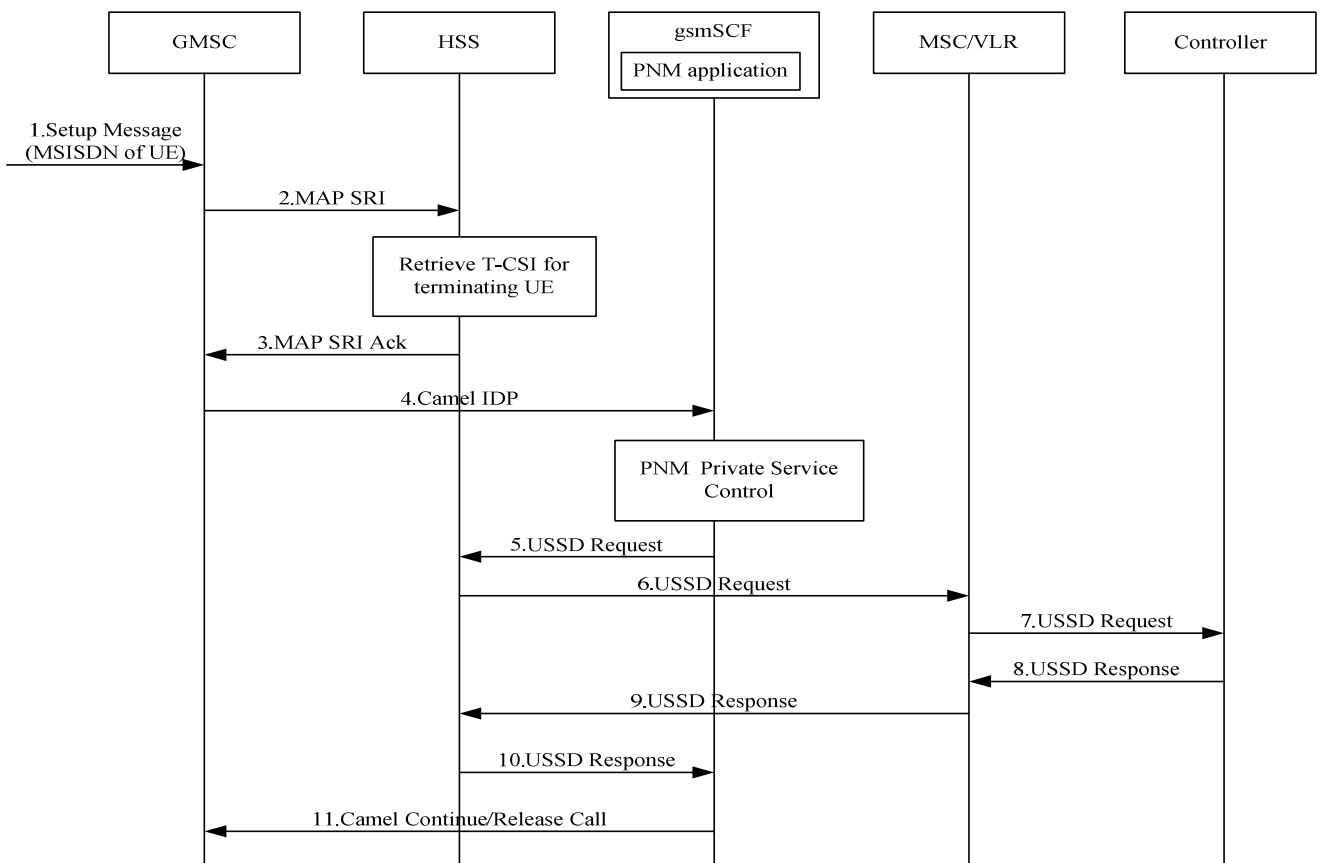 GMSC
HSS
gsmSCF
PNM application
MSC/VLR
Controller
1.Setup Message
(MSISDN of UE)
2.MAP SRI
Retrieve T-CSI for
terminating UE
3.MAP SRI Ack
4.Camel IDP
PNM Private Service
Control
5.USSD Request
6.USSD Request
7.USSD Request
8.USSD Response
9.USSD Response
10.USSD Response
11.Camel Continue/Release Call